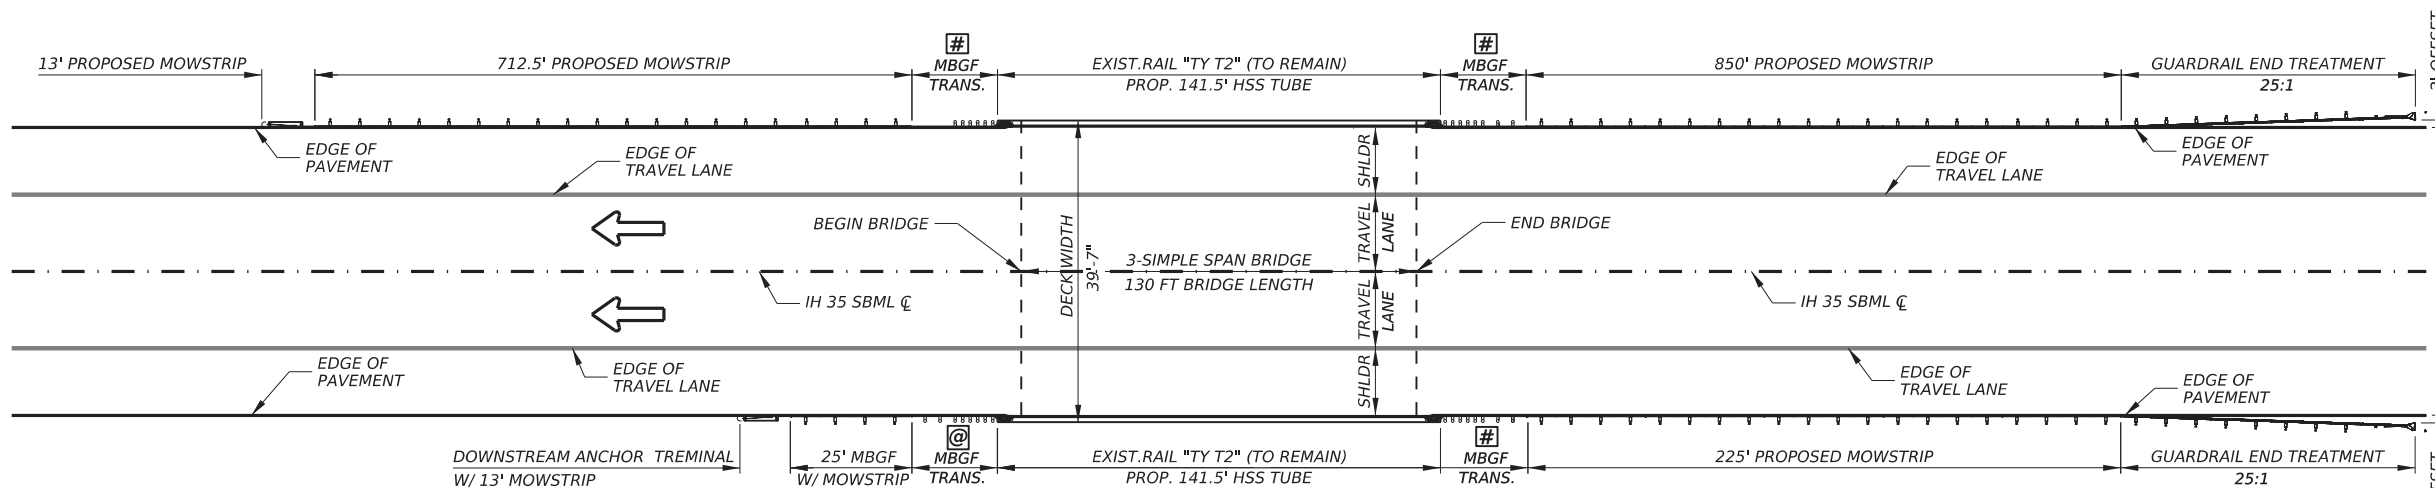 #
#
13' PROPOSED MOWSTRIP
712.5' PROPOSED MOWSTRIP
MBGF
TRANS.
EXIST.RAIL "TY T2" (TO REMAIN)
PROP. 141.5' HSS TUBE
MBGF
TRANS.
850' PROPOSED MOWSTRIP
GUARDRAIL END TREATMENT
25:1
2' OFFSET
EDGE OF
PAVEMENT
EDGE OF
TRAVEL LANE
SHLDR
EDGE OF
TRAVEL LANE
EDGE OF
PAVEMENT
BEGIN BRIDGE
DECK WIDTH
39'-7"
TRAVEL
LANE
END BRIDGE
3-SIMPLE SPAN BRIDGE
130 FT BRIDGE LENGTH
IH 35 SBML ℄
TRAVEL
LANE
IH 35 SBML ℄
EDGE OF
PAVEMENT
EDGE OF
TRAVEL LANE
SHLDR
EDGE OF
TRAVEL LANE
EDGE OF
PAVEMENT
@
#
DOWNSTREAM ANCHOR TREMINAL
W/ 13' MOWSTRIP
25' MBGF
W/ MOWSTRIP
MBGF
TRANS.
EXIST.RAIL "TY T2" (TO REMAIN)
PROP. 141.5' HSS TUBE
MBGF
TRANS.
225' PROPOSED MOWSTRIP
GUARDRAIL END TREATMENT
25:1